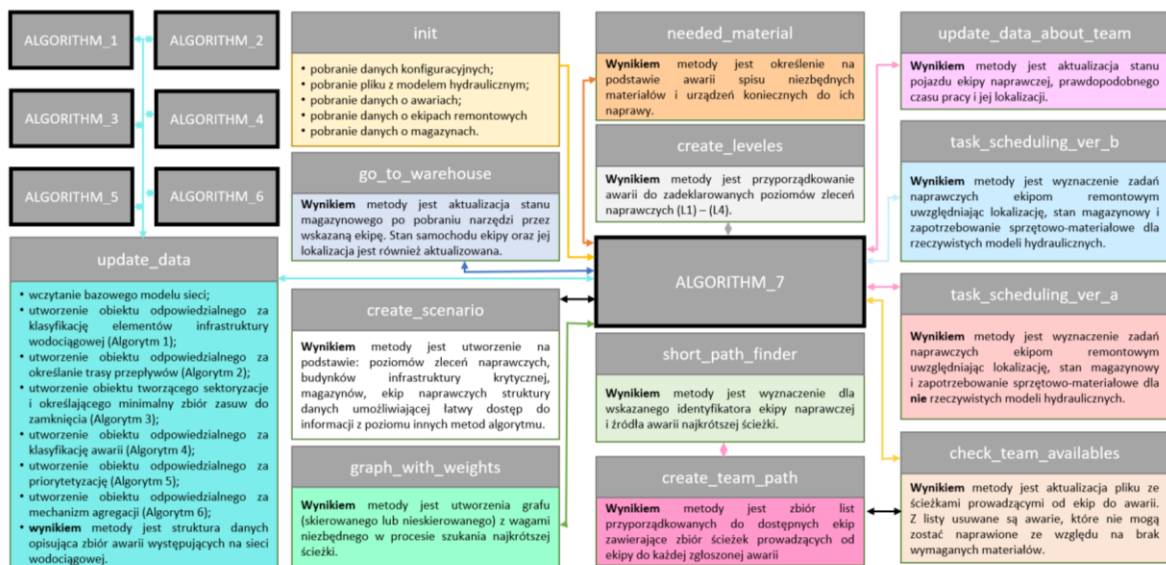 ALGORITHM_1
ALGORITHM_2
ALGORITHM_3
ALGORITHM_4
ALGORITHM_5
ALGORITHM_6
update_data
• wczytanie bazowego modelu sieci;
• utworzenie obiektu odpowiedzialnego za
klasyfikację elementów infrastruktury
wodociągowej (Algorytm 1);
• utworzenie obiektu odpowiedzialnego za
określanie trasy przepływów (Algorytm 2);
• utworzenie obiektu tworzącego sektoryzacje
i określającego minimalny zbiór zasuw do
zamknięcia (Algorytm 3);
• utworzenie obiektu odpowiedzialnego za
klasyfikację awarii (Algorytm 4);
• utworzenie obiektu odpowiedzialnego za
priorytetyzację (Algorytm 5);
• utworzenie obiektu odpowiedzialnego za
mechanizm agregacji (Algorytm 6);
• wynikiem metody jest struktura danych
opisująca zbiór awarii występujących na sieci
wodociągowej.
init
• pobranie danych konfiguracyjnych;
• pobranie pliku z modelem hydraulicznym;
• pobranie danych o awariach;
• pobranie danych o ekipach remontowych
• pobranie danych o magazynach.
go_to_warehouse
Wynikiem metody jest aktualizacja stanu
magazynowego po pobraniu narzędzi przez
wskazaną ekipę. Stan samochodu ekipy oraz jej
lokalizacja jest również aktualizowana.
create_scenario
Wynikiem metody jest utworzenie na
podstawie: poziomów zleceń naprawczych,
budynków infrastruktury krytycznej,
magazynów, ekip naprawczych struktury
danych umożliwiającej łatwy dostęp do
informacji z poziomu innych metod algorytmu.
graph_with_weights
Wynikiem metody jest utworzenia grafu
(skierowanego lub nieskierowanego) z wagami
niezbędnego w procesie szukania najkrótszej
ścieżki.
needed_material
Wynikiem metody jest określenie na
podstawie awarii spisu niezbędnych
materiałów i urządzeń koniecznych do ich
naprawy.
create_leveles
Wynikiem metody jest przyporządkowanie
awarii do zadeklarowanych poziomów zleceń
naprawczych (L1) – (L4).
ALGORITHM_7
short_path_finder
Wynikiem metody jest wyznaczenie dla
wskazanego identyfikatora ekipy naprawczej
i źródła awarii najkrótszej ścieżki.
create_team_path
Wynikiem metody jest zbiór list
przyporządkowanych do dostępnych ekip
zawierające zbiór ścieżek prowadzących od
ekipy do każdej zgłoszonej awarii
update_data_about_team
Wynikiem metody jest aktualizacja stanu
pojazdu ekipy naprawczej, prawdopodobnego
czasu pracy i jej lokalizacji.
task_scheduling_ver_b
Wynikiem metody jest wyznaczenie zadań
naprawczych ekipom remontowym
uwzględniając lokalizację, stan magazynowy i
zapotrzebowanie sprzętowo-materiałowe dla
rzeczywistych modeli hydraulicznych.
task_scheduling_ver_a
Wynikiem metody jest wyznaczenie zadań
naprawczych ekipom remontowym
uwzględniając lokalizację, stan magazynowy
i zapotrzebowanie sprzętowo-materiałowe dla
nie rzeczywistych modeli hydraulicznych.
check_team_availables
Wynikiem metody jest aktualizacja pliku ze
ścieżkami prowadzącymi od ekip do awarii.
Z listy usuwane są awarie, które nie mogą
zostać naprawione ze względu na brak
wymaganych materiałów.